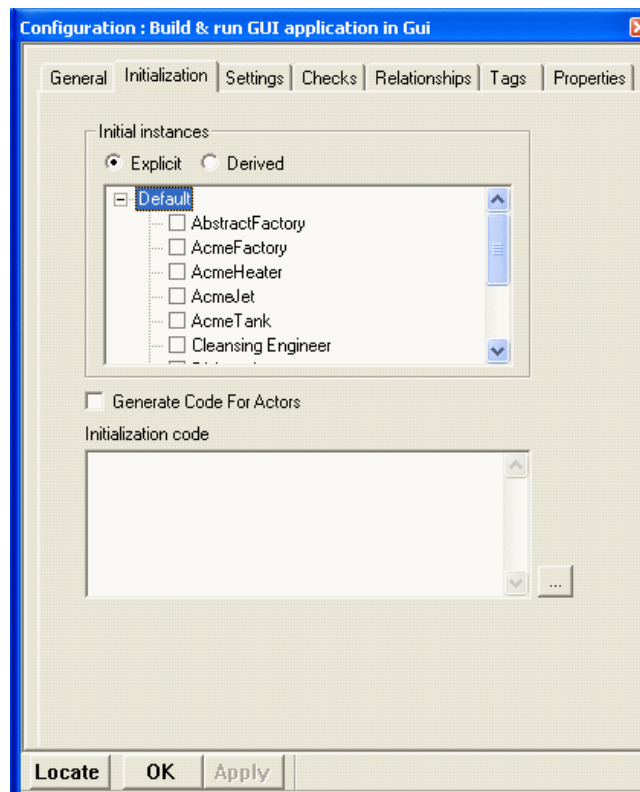 Configuration : Build & run GUI application in Gui
General Initialization Settings Checks Relationships Tags Properties
Initial instances
Explicit Derived
Default
AbstractFactory
AcmeFactory
AcmeHeater
AcmeJet
AcmeTank
Cleansing Engineer
Generate Code For Actors
Initialization code
...
Locate OK Apply